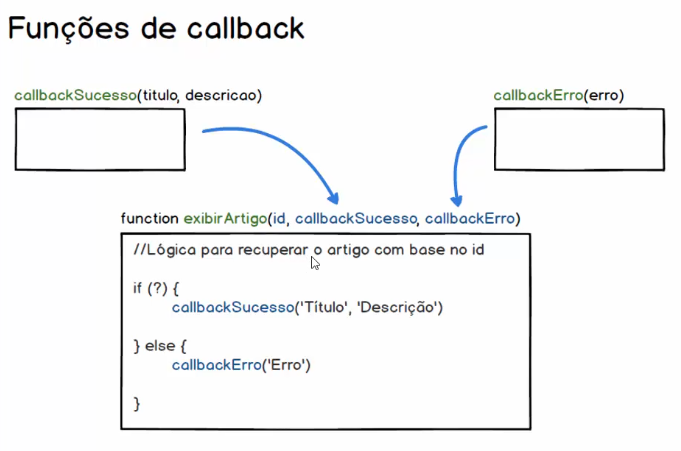 Funções de callback
callbackSucesso(titulo, descricao)
callbackErro(erro)
function exibirArtigo(id, callbackSucesso, callbackErro)
//Lógica para recuperar o artigo com base no id
if (?) {
callbackSucesso('Título', 'Descrição')
} else {
callbackErro('Erro')
}